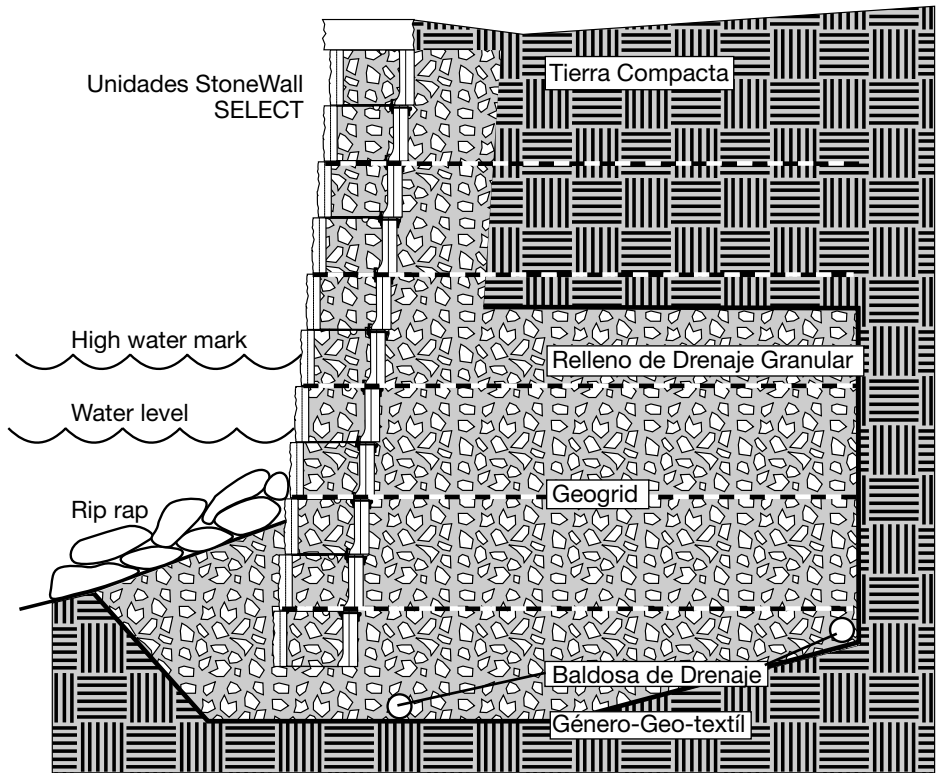 Tierra Compacta
Unidades StoneWall
SELECT
High water mark
Relleno de Drenaje Granular
Water level
Geogrid
Rip rap
Baldosa de Drenaje
Género-Geo-textíl